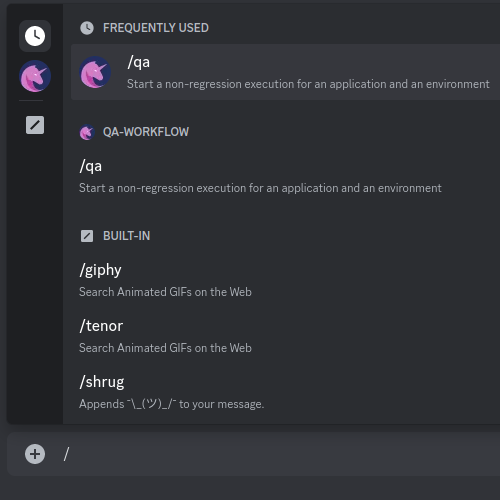 FREQUENTLY USED
/qa
Start a non-regression execution for an application and an environment
QA-WORKFLOW
/qa
Start a non-regression execution for an application and an environment
BUILT-IN
/giphy
Search Animated GIFs on the Web
/tenor
Search Animated GIFs on the Web
/shrug
Appends ¯\_(ツ)_/¯ to your message.
/